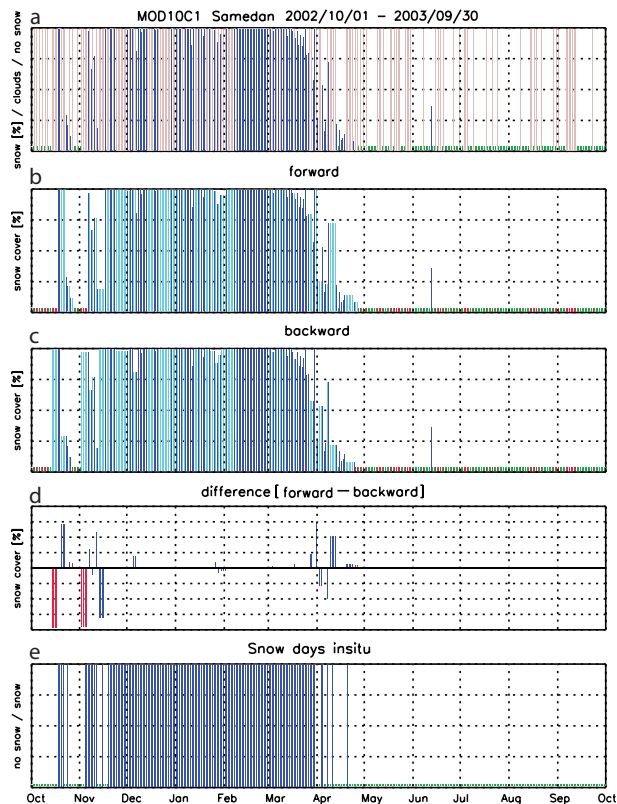 a
MOD10C1 Samedan 2002/10/01 – 2003/09/30
snow [%] / clouds / no snow
b
forward
snow cover [%]
c
backward
snow cover [%]
d
difference [ forward — backward ]
snow cover [%]
e
Snow days insitu
no snow / snow
Oct Nov Dec Jan Feb Mar Apr May Jun Jul Aug Sep Oct